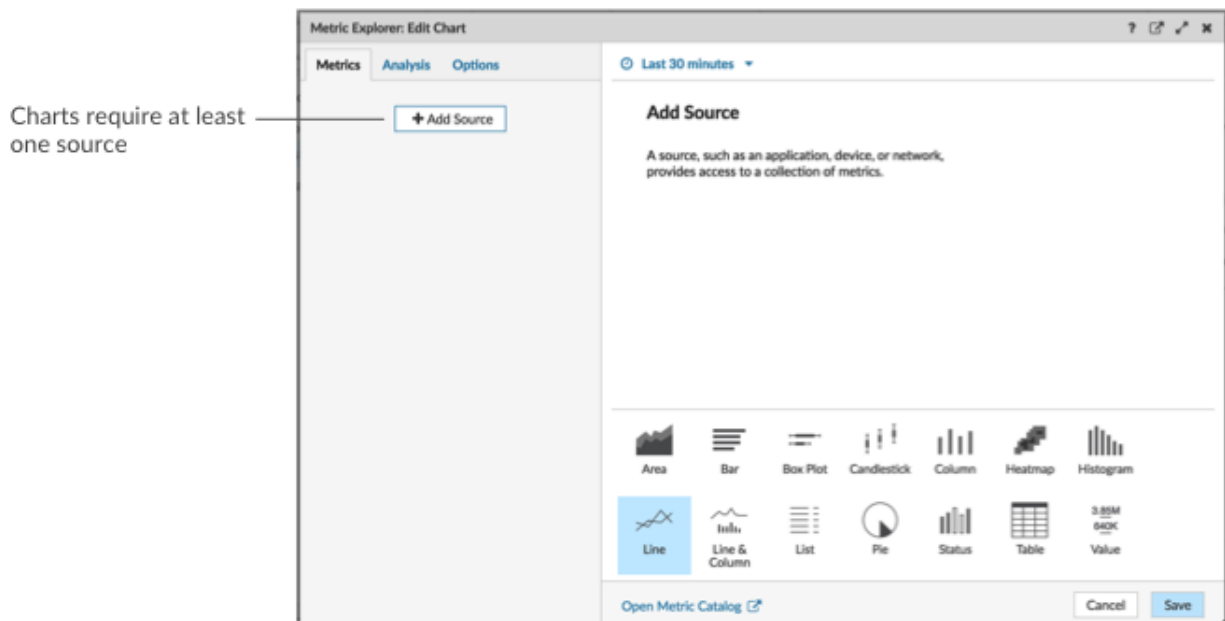 Charts require at least
one source
Metric Explorer: Edit Chart
?
Metrics
Analysis
Options
+ Add Source
Last 30 minutes
Add Source
A source, such as an application, device, or network,
provides access to a collection of metrics.
Area
Bar
Box Plot
Candlestick
Column
Heatmap
Histogram
3.85M
640K
Line
Line &
Column
List
Pie
Status
Table
Value
Open Metric Catalog
Cancel
Save